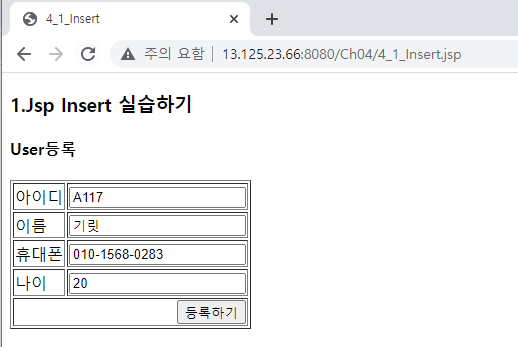 4_1_Insert
주의 요함 | 13.125.23.66:8080/Ch04/4_1_Insert.jsp
1.Jsp Insert 실습하기
User등록
아이디 A117
이름 기릿
휴대폰 010-1568-0283
나이 20
등록하기